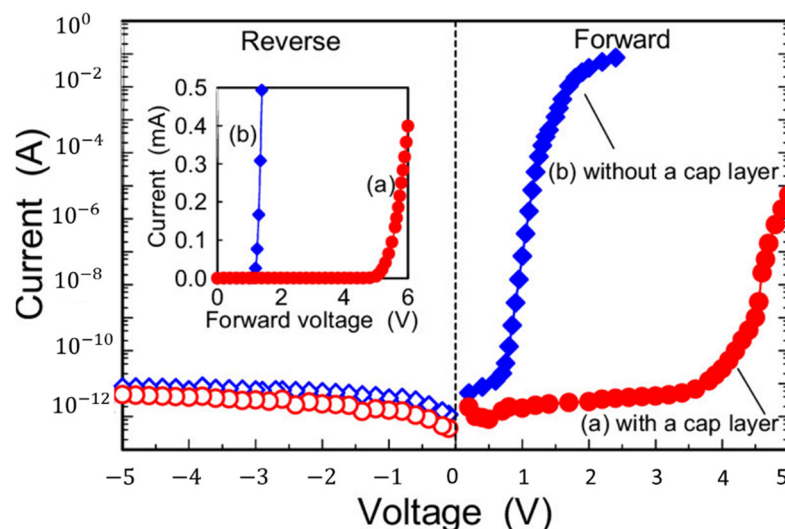 Reverse
Forward
10⁰
10⁻²
10⁻⁴
10⁻⁶
10⁻⁸
10⁻¹⁰
10⁻¹²
Current (A)
0.5
0.4
0.3
0.2
0.1
0.0
Current (mA)
(b)
(a)
0 2 4 6
Forward voltage (V)
(b) without a cap layer
(a) with a cap layer
−5 −4 −3 −2 −1 0 1 2 3 4 5
Voltage (V)